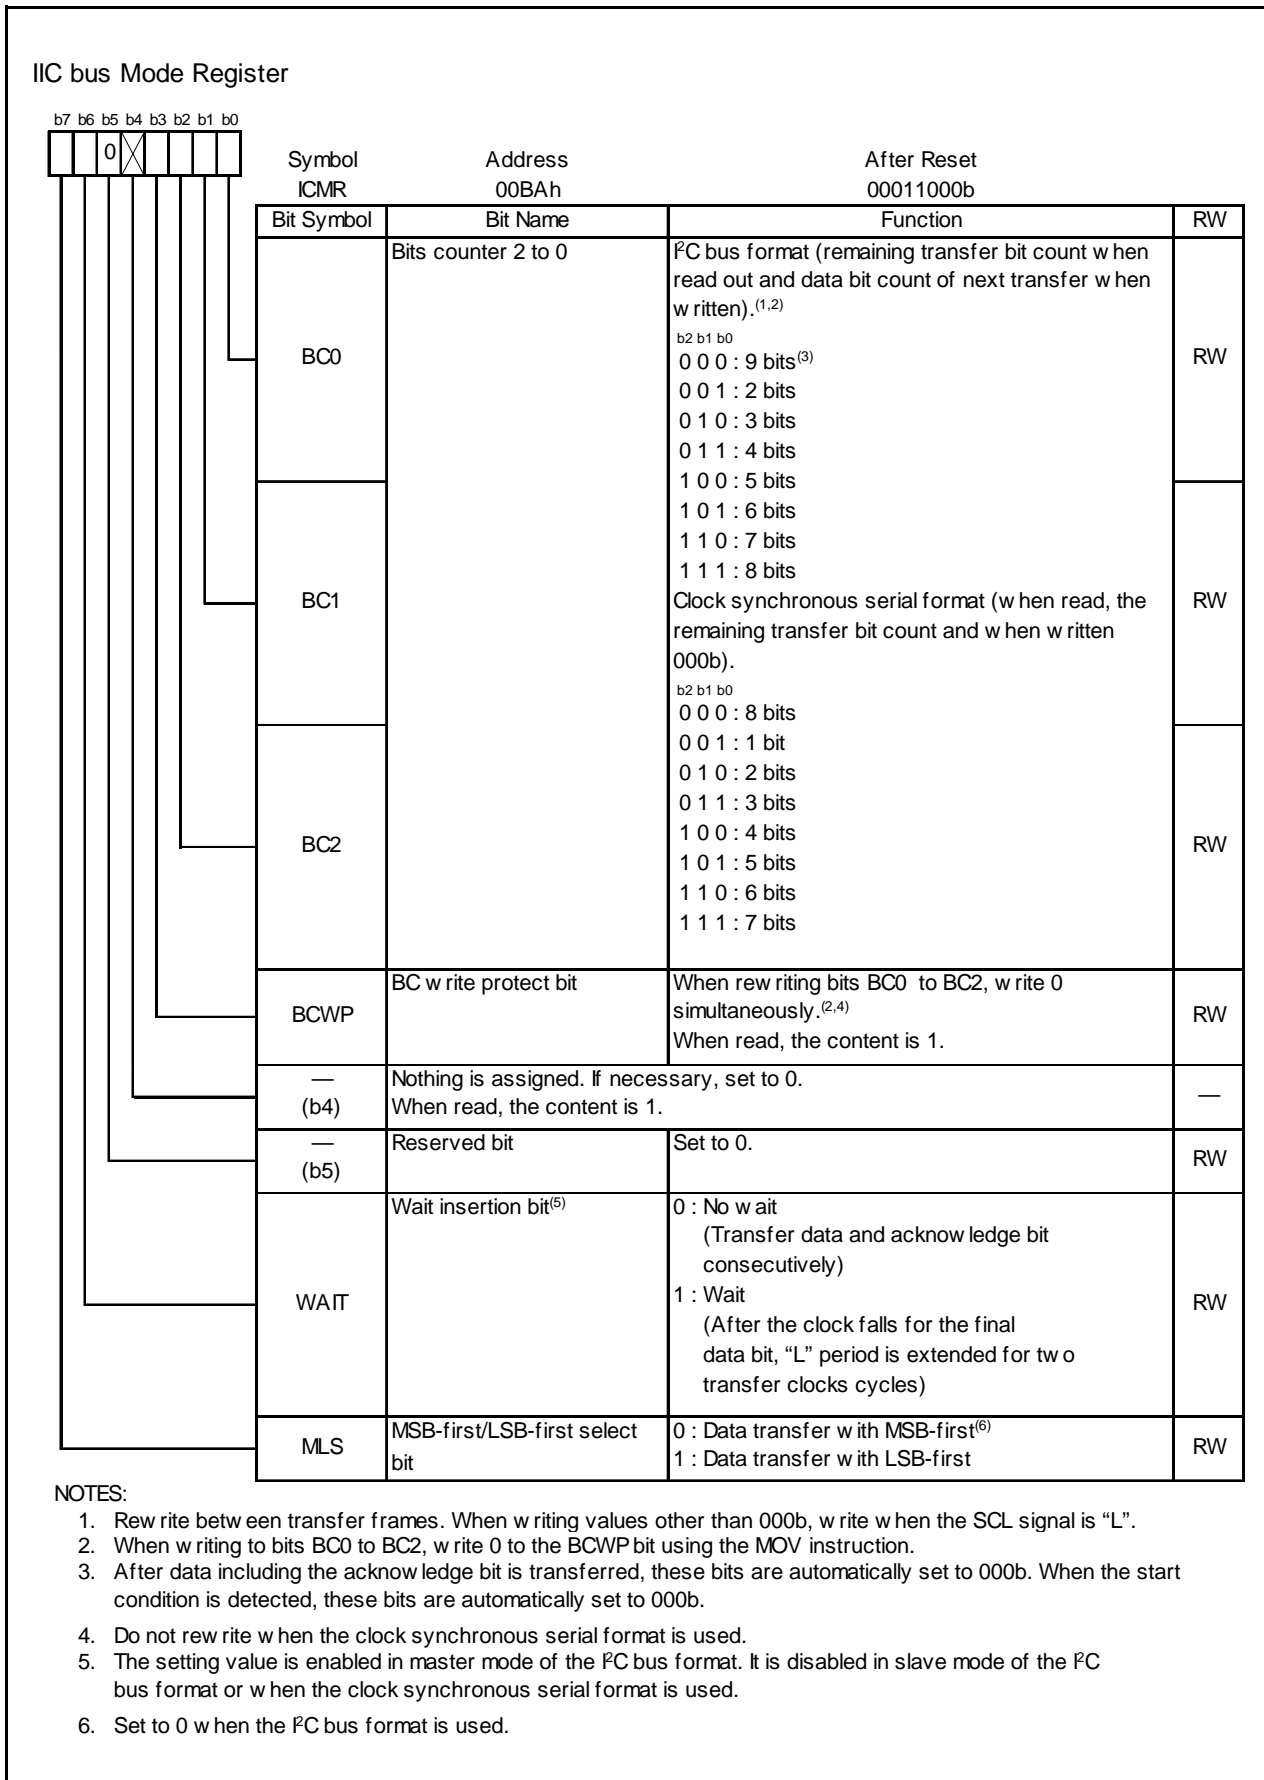 IIC bus Mode Register
b7 b6 b5 b4 b3 b2 b1 b0
0
Symbol Address After Reset
ICMR 00BAh 00011000b
Bit Symbol Bit Name Function RW
BC0 Bits counter 2 to 0 I²C bus format (remaining transfer bit count when RW
read out and data bit count of next transfer when
written).(1,2)
b2 b1 b0
0 0 0 : 9 bits(3)
0 0 1 : 2 bits
0 1 0 : 3 bits
0 1 1 : 4 bits
1 0 0 : 5 bits
1 0 1 : 6 bits
1 1 0 : 7 bits
1 1 1 : 8 bits
BC1 Clock synchronous serial format (when read, the RW
remaining transfer bit count and when written
000b).
b2 b1 b0
0 0 0 : 8 bits
0 0 1 : 1 bit
0 1 0 : 2 bits
0 1 1 : 3 bits
1 0 0 : 4 bits
BC2 RW
1 0 1 : 5 bits
1 1 0 : 6 bits
1 1 1 : 7 bits
BCWP BC write protect bit When rewriting bits BC0 to BC2, write 0 RW
simultaneously.(2,4)
When read, the content is 1.
— Nothing is assigned. If necessary, set to 0. —
(b4) When read, the content is 1.
— Reserved bit Set to 0. RW
(b5)
WAIT Wait insertion bit(5) 0 : No wait RW
(Transfer data and acknowledge bit
consecutively)
1 : Wait
(After the clock falls for the final
data bit, “L” period is extended for two
transfer clocks cycles)
MLS MSB-first/LSB-first select 0 : Data transfer with MSB-first(6) RW
bit 1 : Data transfer with LSB-first
NOTES:
1. Rewrite between transfer frames. When writing values other than 000b, write when the SCL signal is “L”.
2. When writing to bits BC0 to BC2, write 0 to the BCWP bit using the MOV instruction.
3. After data including the acknowledge bit is transferred, these bits are automatically set to 000b. When the start
condition is detected, these bits are automatically set to 000b.
4. Do not rewrite when the clock synchronous serial format is used.
5. The setting value is enabled in master mode of the I²C bus format. It is disabled in slave mode of the I²C
bus format or when the clock synchronous serial format is used.
6. Set to 0 when the I²C bus format is used.